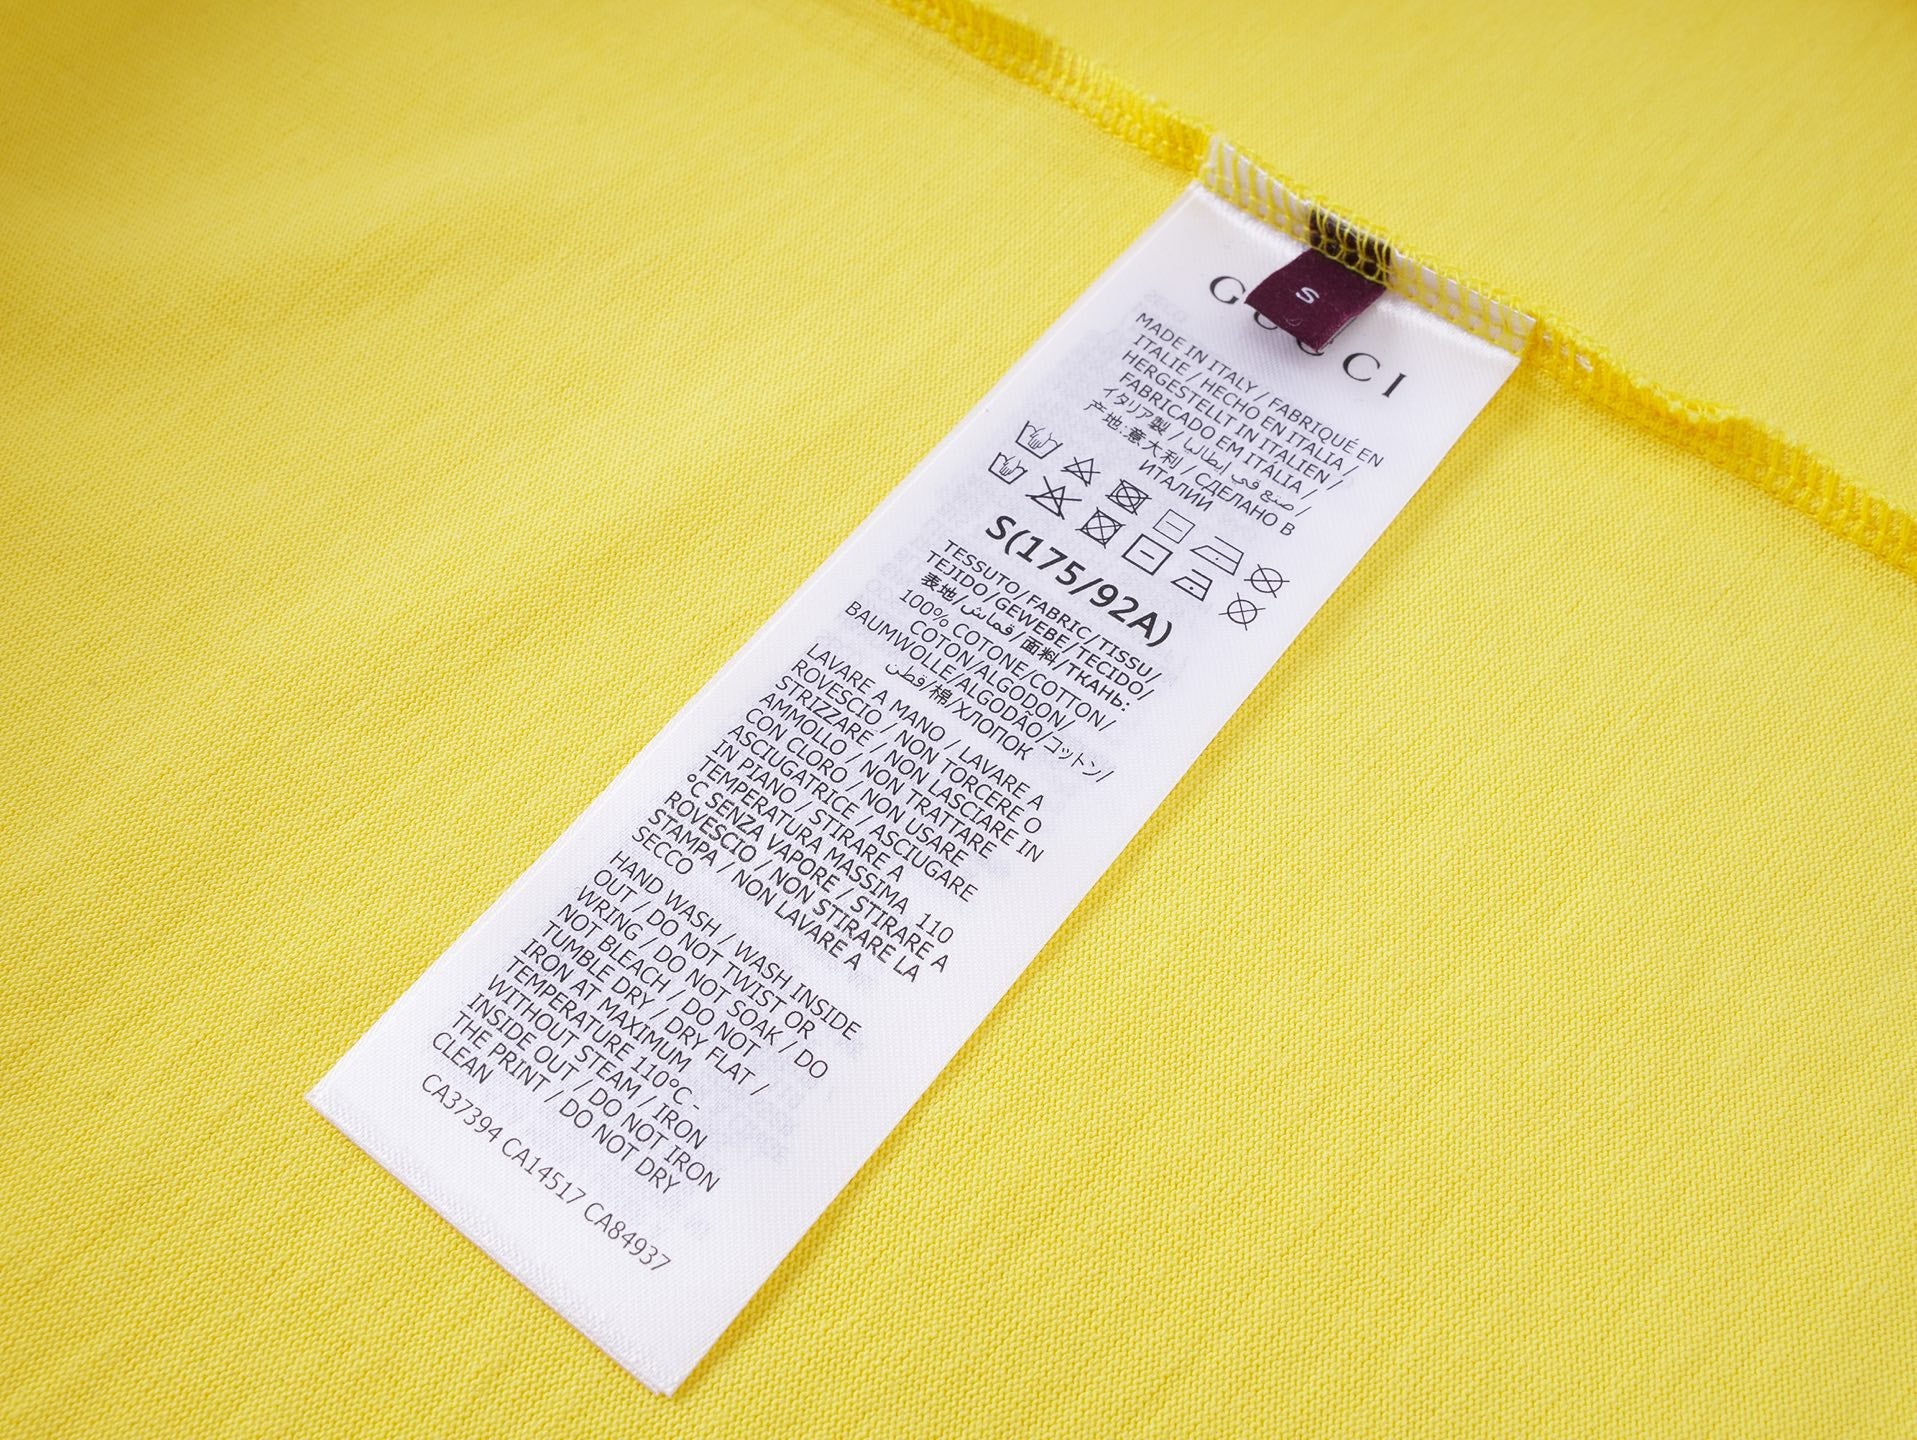 S
GUCCI
MADE IN ITALY / FABRIQUÉ EN
ITALIE / HECHO EN ITALIA /
HERGESTELLT IN ITALIEN /
FABRICADO EM ITÁLIA /
イタリア製 / صنع في إيطاليا /
产地:意大利 / СДЕЛАНО В
ИТАЛИИ
S(175/92A)
TESSUTO/FABRIC/TISSU/
TEJIDO/GEWEBE/TECIDO/
表地/قماش/面料/ТКАНЬ:
100% COTONE/COTTON/
COTON/ALGODON/
BAUMWOLLE/ALGODÃO/コットン/
قطن/棉/ХЛОПОК
LAVARE A MANO / LAVARE A
ROVESCIO / NON TORCERE O
STRIZZARE / NON LASCIARE IN
AMMOLLO / NON TRATTARE
CON CLORO / NON USARE
ASCIUGATRICE / ASCIUGARE
IN PIANO / STIRARE A
TEMPERATURA MASSIMA 110
°C SENZA VAPORE / STIRARE A
ROVESCIO / NON STIRARE LA
STAMPA / NON LAVARE A
SECCO
HAND WASH / WASH INSIDE
OUT / DO NOT TWIST OR
WRING / DO NOT SOAK / DO
NOT BLEACH / DO NOT
TUMBLE DRY / DRY FLAT /
IRON AT MAXIMUM
TEMPERATURE 110°C -
WITHOUT STEAM / IRON
INSIDE OUT / DO NOT IRON
THE PRINT / DO NOT DRY
CLEAN
CA37394 CA14517 CA84937